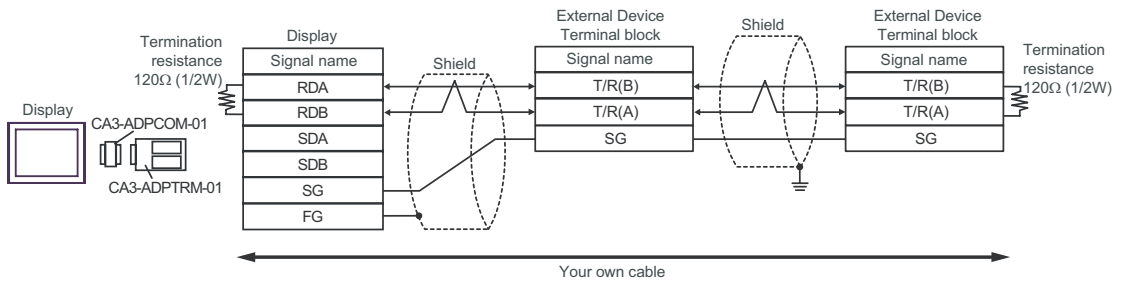 Display
CA3-ADPCOM-01
CA3-ADPTRM-01
Termination
resistance
120Ω (1/2W)
Display
Signal name
RDA
RDB
SDA
SDB
SG
FG
Shield
External Device
Terminal block
Signal name
T/R(B)
T/R(A)
SG
Shield
External Device
Terminal block
Signal name
T/R(B)
T/R(A)
SG
Termination
resistance
120Ω (1/2W)
Your own cable